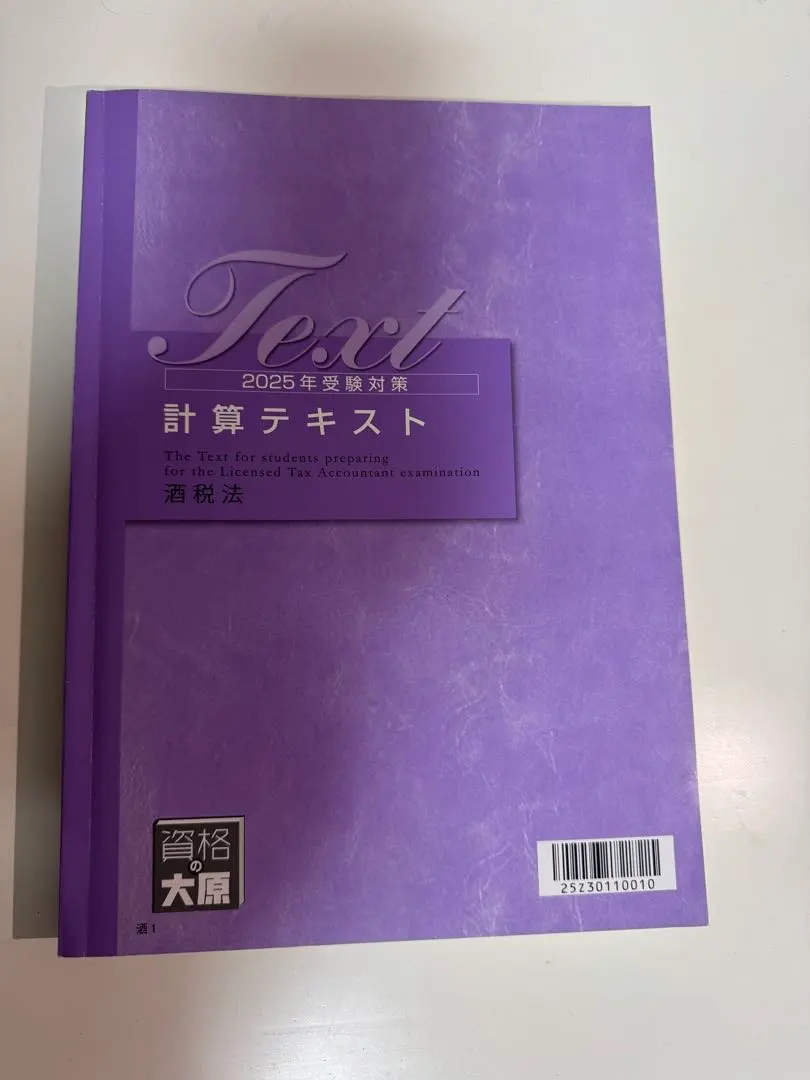 Text
2025年受験対策
計算テキスト
The Text for students preparing
for the Licensed Tax Accountant examination
酒税法
資格
の
大原
酒1
25Z30110010